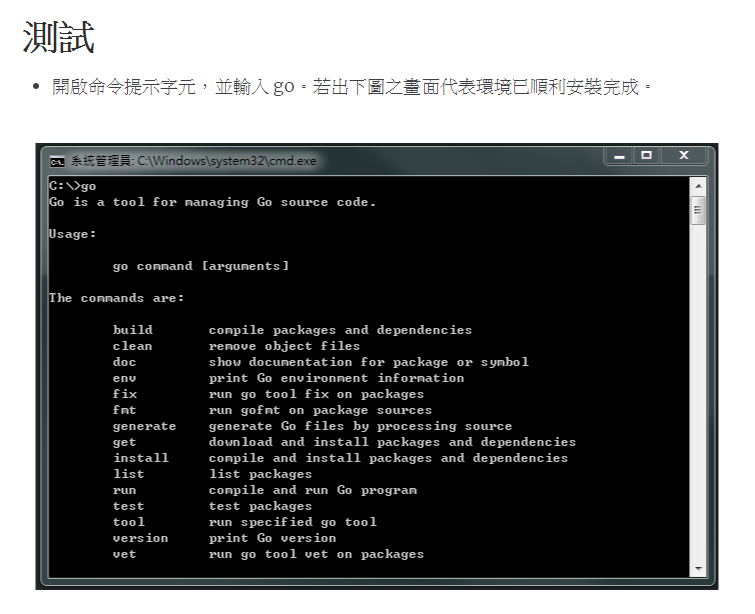 測試
• 開啟命令提示字元，並輸入 go。若出下圖之畫面代表環境已順利安裝完成。
系統管理員: C:\Windows\system32\cmd.exe
C:\>go
Go is a tool for managing Go source code.
Usage:
go command [arguments]
The commands are:
build compile packages and dependencies
clean remove object files
doc show documentation for package or symbol
env print Go environment information
fix run go tool fix on packages
fmt run gofmt on package sources
generate generate Go files by processing source
get download and install packages and dependencies
install compile and install packages and dependencies
list list packages
run compile and run Go program
test test packages
tool run specified go tool
version print Go version
vet run go tool vet on packages